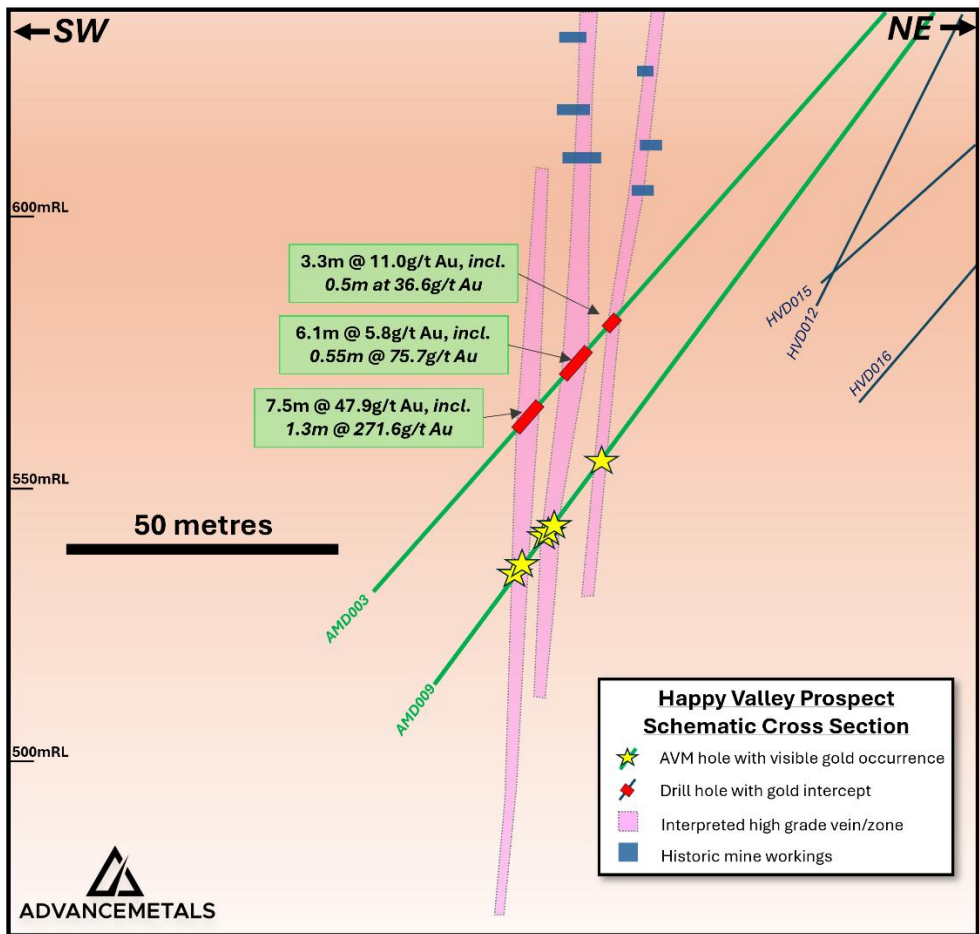 SW
NE
600mRL
3.3m @ 11.0g/t Au, incl.
0.5m at 36.6g/t Au
HVD015
HVD012
6.1m @ 5.8g/t Au, incl.
0.55m @ 75.7g/t Au
HVD016
7.5m @ 47.9g/t Au, incl.
1.3m @ 271.6g/t Au
550mRL
50 metres
AMD003
AMD009
500mRL
Happy Valley Prospect
Schematic Cross Section
AVM hole with visible gold occurrence
Drill hole with gold intercept
Interpreted high grade vein/zone
Historic mine workings
ADVANCEMETALS